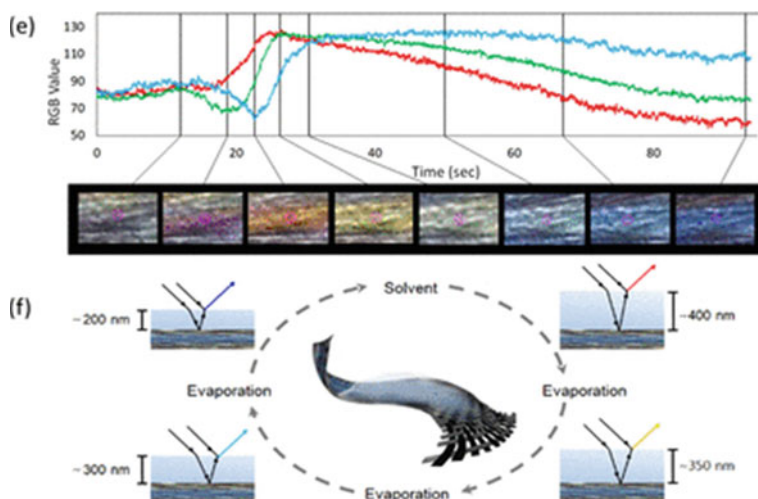 (e)
RGB Value
130
110
90
70
50
0
20
40
60
80
Time (sec)
(f)
Solvent
~200 nm
~400 nm
Evaporation
Evaporation
~300 nm
~350 nm
Evaporation